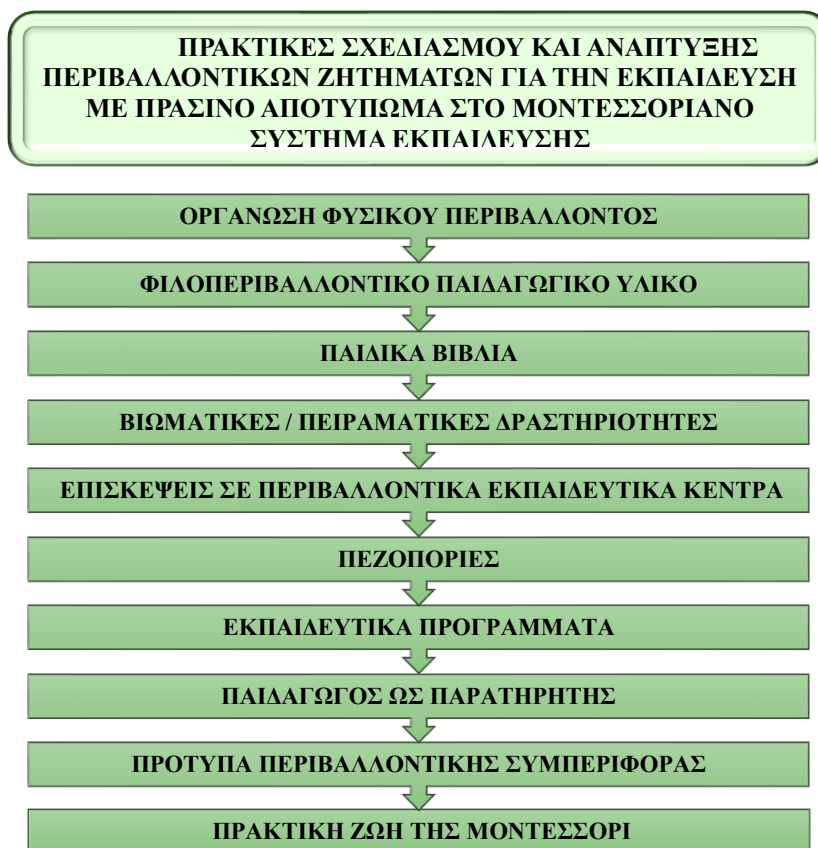 ΠΡΑΚΤΙΚΕΣ ΣΧΕΔΙΑΣΜΟΥ ΚΑΙ ΑΝΑΠΤΥΞΗΣ
ΠΕΡΙΒΑΛΛΟΝΤΙΚΩΝ ΖΗΤΗΜΑΤΩΝ ΓΙΑ ΤΗΝ ΕΚΠΑΙΔΕΥΣΗ
ΜΕ ΠΡΑΣΙΝΟ ΑΠΟΤΥΠΩΜΑ ΣΤΟ ΜΟΝΤΕΣΣΟΡΙΑΝΟ
ΣΥΣΤΗΜΑ ΕΚΠΑΙΔΕΥΣΗΣ
ΟΡΓΑΝΩΣΗ ΦΥΣΙΚΟΥ ΠΕΡΙΒΑΛΛΟΝΤΟΣ
ΦΙΛΟΠΕΡΙΒΑΛΛΟΝΤΙΚΟ ΠΑΙΔΑΓΩΓΙΚΟ ΥΛΙΚΟ
ΠΑΙΔΙΚΑ ΒΙΒΛΙΑ
ΒΙΩΜΑΤΙΚΕΣ / ΠΕΙΡΑΜΑΤΙΚΕΣ ΔΡΑΣΤΗΡΙΟΤΗΤΕΣ
ΕΠΙΣΚΕΨΕΙΣ ΣΕ ΠΕΡΙΒΑΛΛΟΝΤΙΚΑ ΕΚΠΑΙΔΕΥΤΙΚΑ ΚΕΝΤΡΑ
ΠΕΖΟΠΟΡΙΕΣ
ΕΚΠΑΙΔΕΥΤΙΚΑ ΠΡΟΓΡΑΜΜΑΤΑ
ΠΑΙΔΑΓΩΓΟΣ ΩΣ ΠΑΡΑΤΗΡΗΤΗΣ
ΠΡΟΤΥΠΑ ΠΕΡΙΒΑΛΛΟΝΤΙΚΗΣ ΣΥΜΠΕΡΙΦΟΡΑΣ
ΠΡΑΚΤΙΚΗ ΖΩΗ ΤΗΣ ΜΟΝΤΕΣΣΟΡΙ